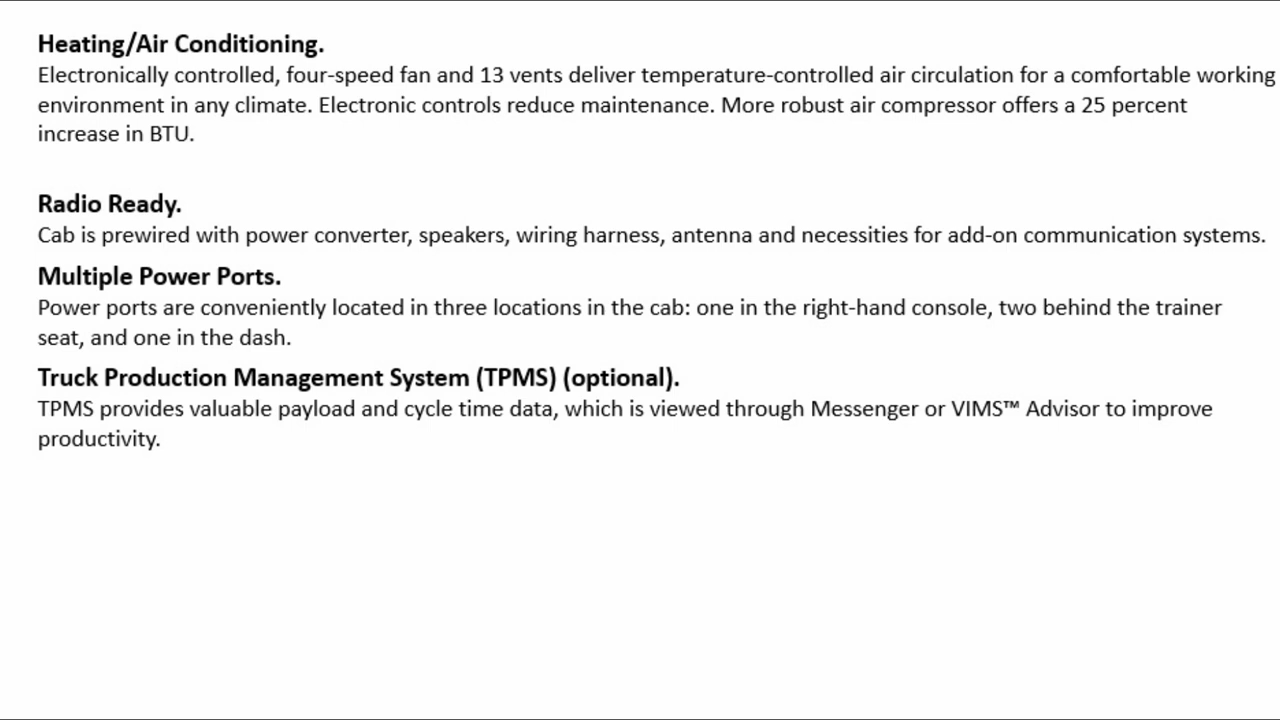 Heating/Air Conditioning.
Electronically controlled, four-speed fan and 13 vents deliver temperature-controlled air circulation for a comfortable working
environment in any climate. Electronic controls reduce maintenance. More robust air compressor offers a 25 percent
increase in BTU.
Radio Ready.
Cab is prewired with power converter, speakers, wiring harness, antenna and necessities for add-on communication systems.
Multiple Power Ports.
Power ports are conveniently located in three locations in the cab: one in the right-hand console, two behind the trainer
seat, and one in the dash.
Truck Production Management System (TPMS) (optional).
TPMS provides valuable payload and cycle time data, which is viewed through Messenger or VIMS™ Advisor to improve
productivity.